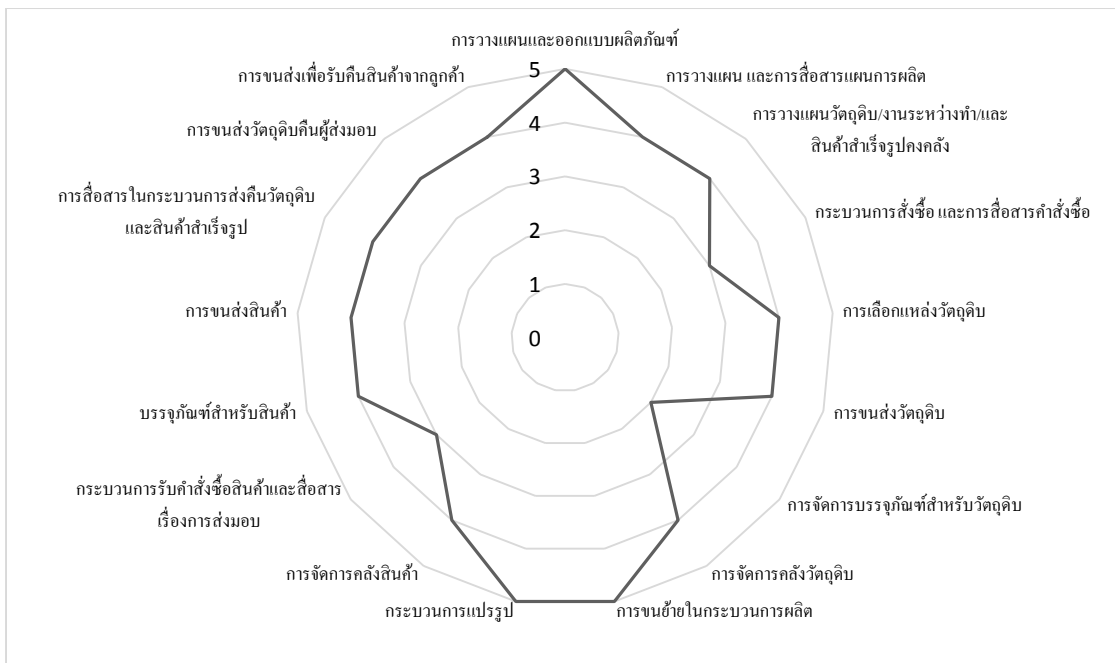 การวางแผนและออกแบบผลิตภัณฑ์
การวางแผน และการสื่อสารแผนการผลิต
การวางแผนวัตถุดิบ/งานระหว่างทำ/และ
สินค้าสำเร็จรูปคงคลัง
กระบวนการสั่งซื้อ และการสื่อสารคำสั่งซื้อ
การเลือกแหล่งวัตถุดิบ
การขนส่งวัตถุดิบ
การจัดการบรรจุภัณฑ์สำหรับวัตถุดิบ
การจัดการคลังวัตถุดิบ
การขนย้ายในกระบวนการผลิต
กระบวนการแปรรูป
การจัดการคลังสินค้า
กระบวนการรับคำสั่งซื้อสินค้าและสื่อสาร
เรื่องการส่งมอบ
บรรจุภัณฑ์สำหรับสินค้า
การขนส่งสินค้า
การสื่อสารในกระบวนการส่งคืนวัตถุดิบ
และสินค้าสำเร็จรูป
การขนส่งวัตถุดิบคืนผู้ส่งมอบ
การขนส่งเพื่อรับคืนสินค้าจากลูกค้า
5
4
3
2
1
0